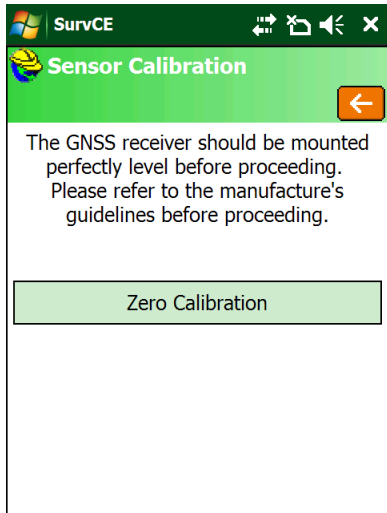 SurvCE
Sensor Calibration
The GNSS receiver should be mounted
perfectly level before proceeding.
Please refer to the manufacture's
guidelines before proceeding.
Zero Calibration